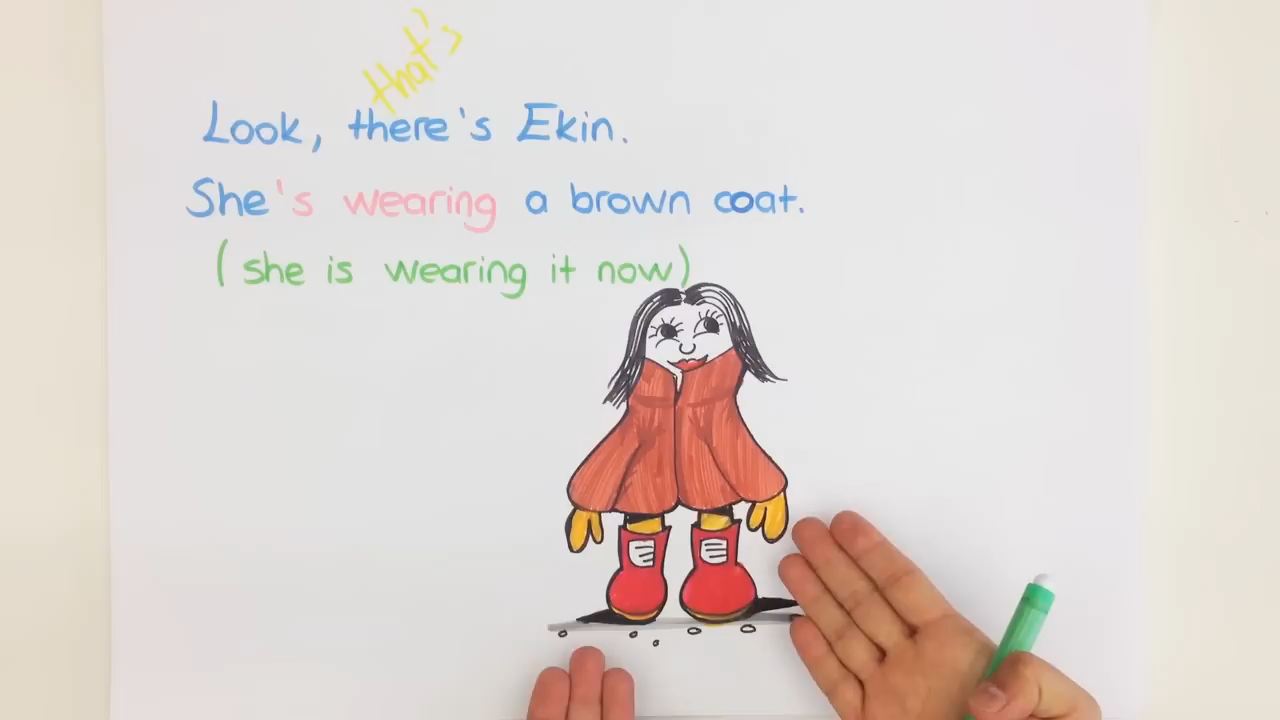 that's
Look, there's Ekin.
She's wearing a brown coat.
(she is wearing it now)